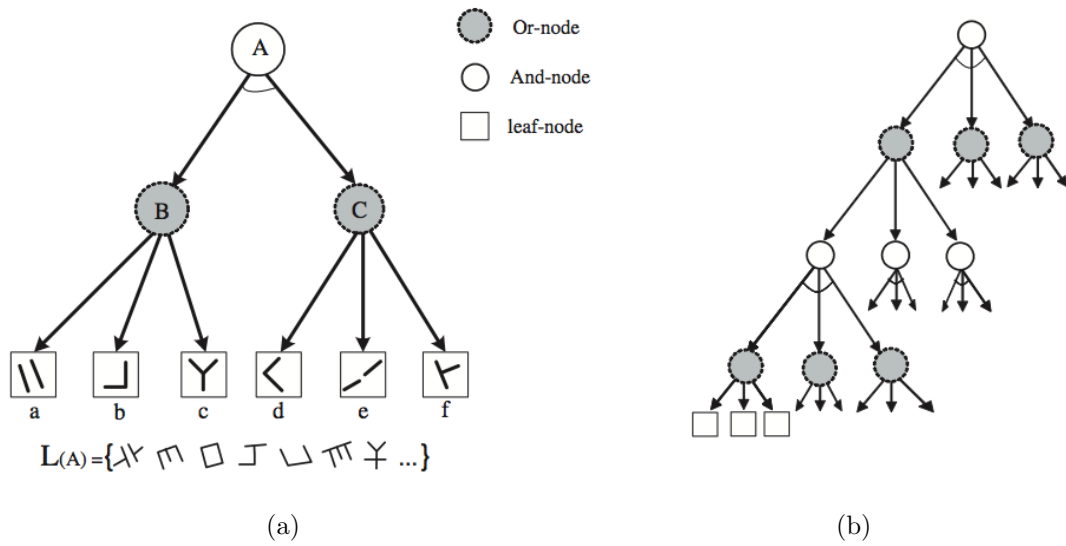 A
Or-node
And-node
leaf-node
B
C
a b c d e f
L(A) ={ ... }
(a)
(b)